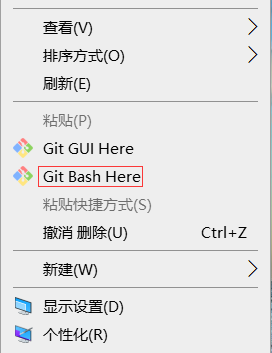 查看(V)
排序方式(O)
刷新(E)
粘贴(P)
Git GUI Here
Git Bash Here
粘贴快捷方式(S)
撤消 删除(U) Ctrl+Z
新建(W)
显示设置(D)
个性化(R)